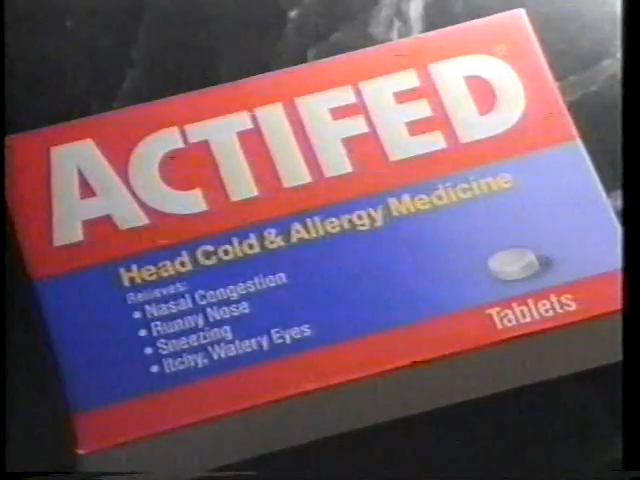 ACTIFED
Head Cold & Allergy Medicine
Relieves:
• Nasal Congestion
• Runny Nose
• Sneezing
• Itchy, Watery Eyes
Tablets